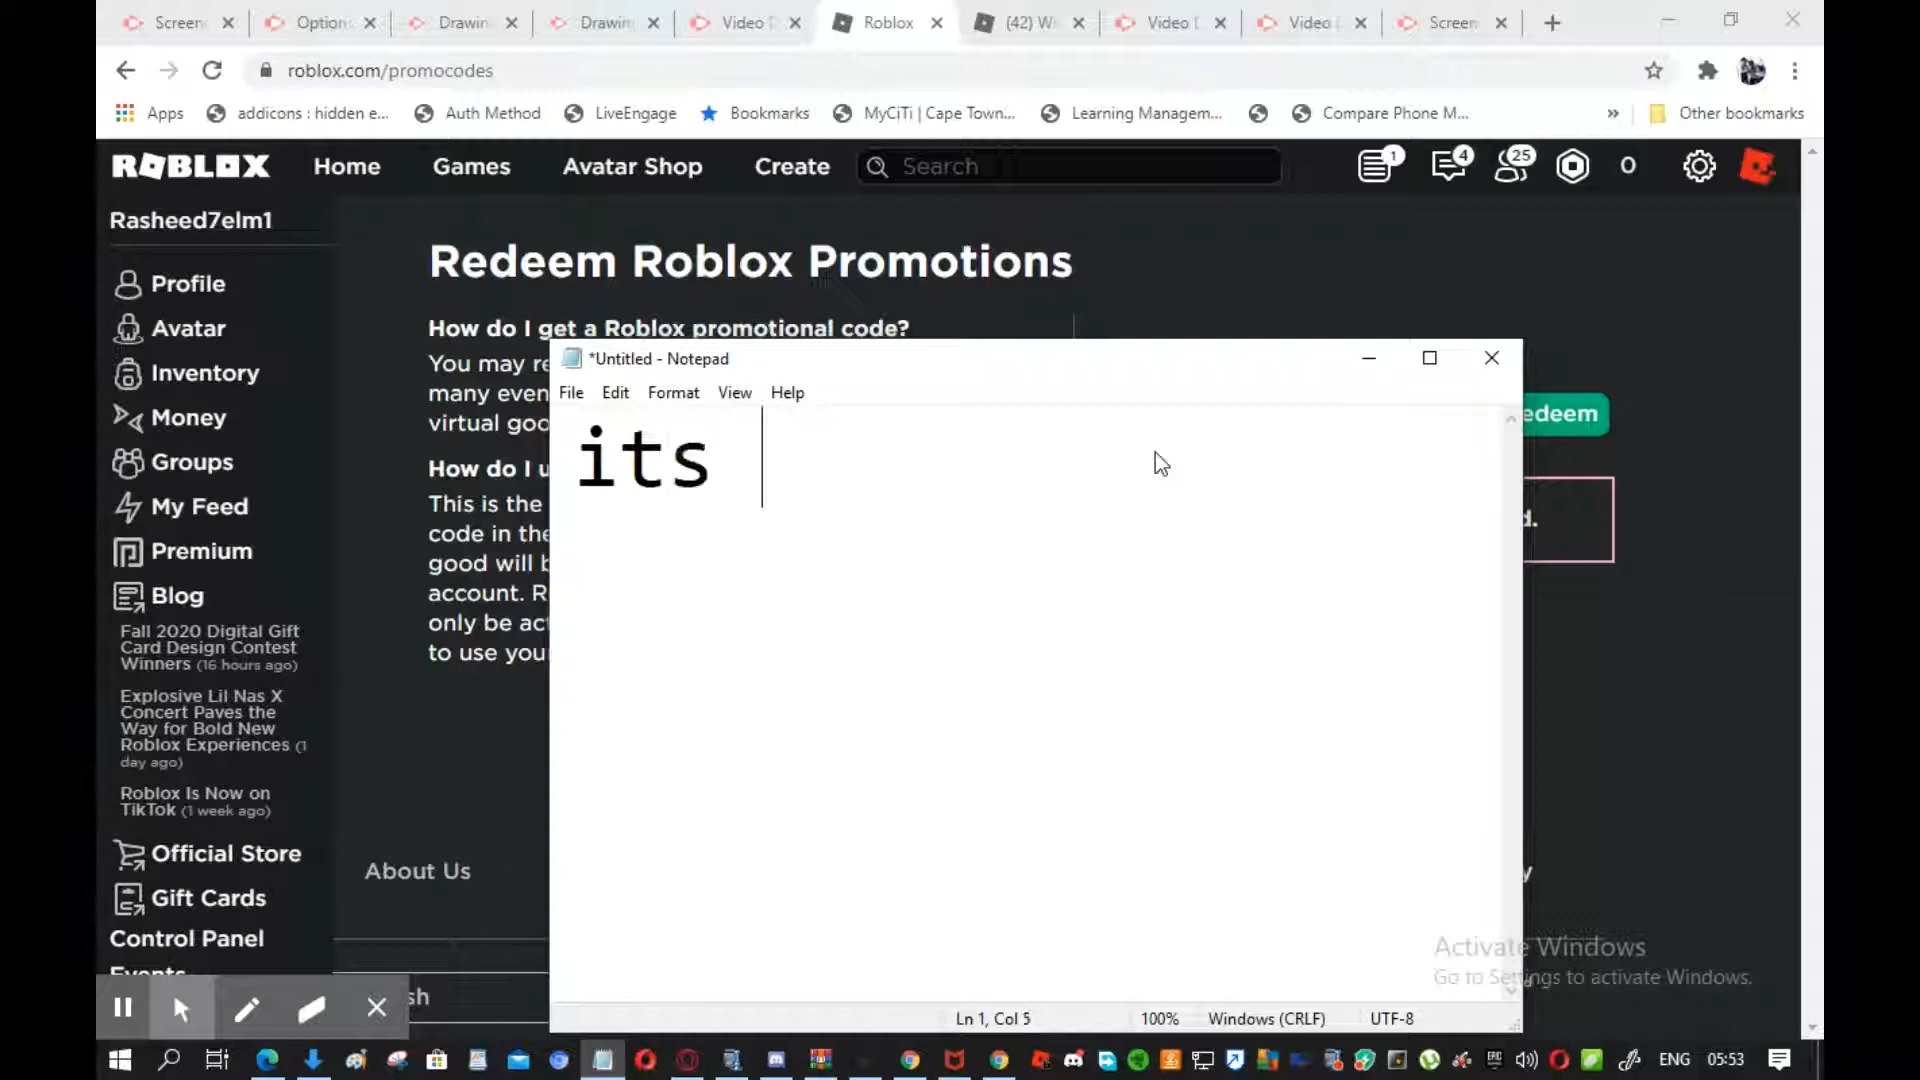 Screen
Option
Drawin
Drawin
Video
Roblox
(42) W
Video
Video
Screen
roblox.com/promocodes
Apps
addicons : hidden e...
Auth Method
LiveEngage
Bookmarks
MyCiTi | Cape Town...
Learning Managem...
Compare Phone M...
»
Other bookmarks
ROBLOX
Home
Games
Avatar Shop
Create
Search
1
4
25
0
Rasheed7elm1
Profile
Avatar
Inventory
Money
Groups
My Feed
Premium
Blog
Fall 2020 Digital Gift
Card Design Contest
Winners (16 hours ago)
Explosive Lil Nas X
Concert Paves the
Way for Bold New
Roblox Experiences (1
day ago)
Roblox Is Now on
TikTok (1 week ago)
Official Store
Gift Cards
Control Panel
Events
Redeem Roblox Promotions
How do I get a Roblox promotional code?
You may re
many even
virtual goo
How do I u
This is the
code in the
good will b
account. R
only be act
to use your
edeem
d.
About Us
y
sh
*Untitled - Notepad
File
Edit
Format
View
Help
its
Ln 1, Col 5
100%
Windows (CRLF)
UTF-8
Activate Windows
Go to Settings to activate Windows.
ENG
05:53